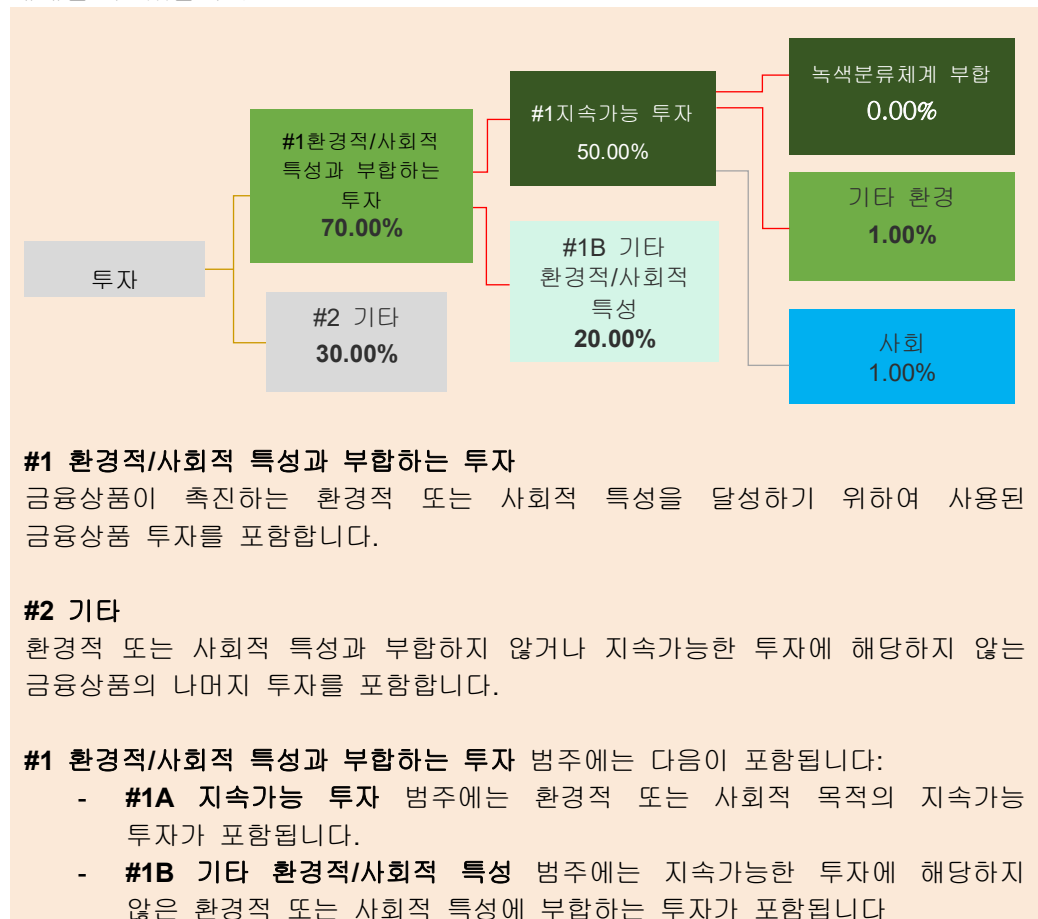 투자
#1환경적/사회적
특성과 부합하는
투자
70.00%
#2 기타
30.00%
#1지속가능 투자
50.00%
#1B 기타
환경적/사회적
특성
20.00%
녹색분류체계 부합
0.00%
기타 환경
1.00%
사회
1.00%
#1 환경적/사회적 특성과 부합하는 투자
금융상품이 촉진하는 환경적 또는 사회적 특성을 달성하기 위하여 사용된
금융상품 투자를 포함합니다.
#2 기타
환경적 또는 사회적 특성과 부합하지 않거나 지속가능한 투자에 해당하지 않는
금융상품의 나머지 투자를 포함합니다.
#1 환경적/사회적 특성과 부합하는 투자 범주에는 다음이 포함됩니다:
- #1A 지속가능 투자 범주에는 환경적 또는 사회적 목적의 지속가능
투자가 포함됩니다.
- #1B 기타 환경적/사회적 특성 범주에는 지속가능한 투자에 해당하지
않은 환경적 또는 사회적 특성에 부합하는 투자가 포함됩니다